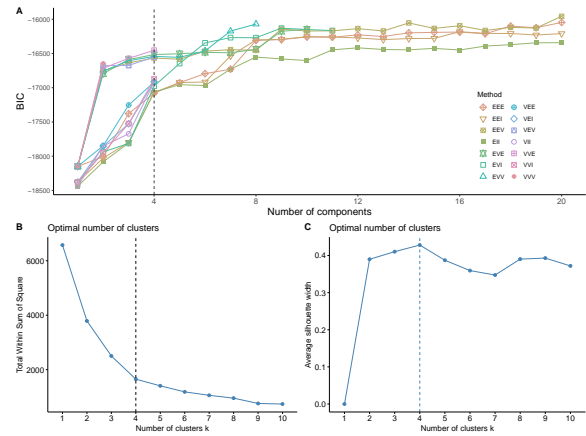 A
BIC
-16000
-16500
-17000
-17500
-18000
-18500
4
8
12
16
20
Number of components
Method
EEE
EEI
EEV
EII
EVE
EVI
EVV
VEE
VEI
VEV
VII
VVE
VVI
VVV
B
Optimal number of clusters
Total Within Sum of Square
6000
4000
2000
1 2 3 4 5 6 7 8 9 10
Number of clusters k
C
Optimal number of clusters
Average silhouette width
0.4
0.3
0.2
0.1
0.0
1 2 3 4 5 6 7 8 9 10
Number of clusters k